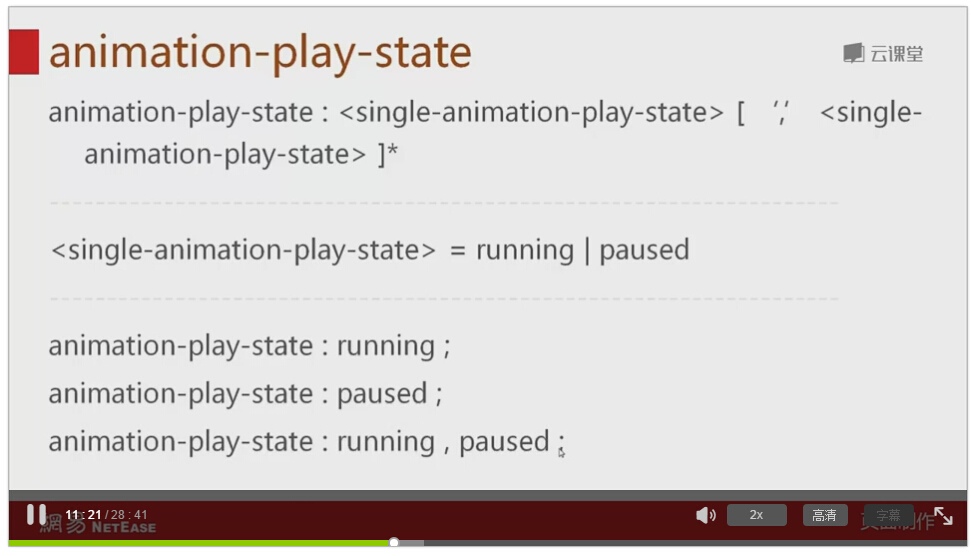 animation-play-state
云课堂
animation-play-state : <single-animation-play-state> [ ‘,’ <single-
animation-play-state> ]*
<single-animation-play-state> = running | paused
animation-play-state : running ;
animation-play-state : paused ;
animation-play-state : running , paused ;
11:21 / 28:41
網易 NETEASE
2x
高清
字幕
页面制作